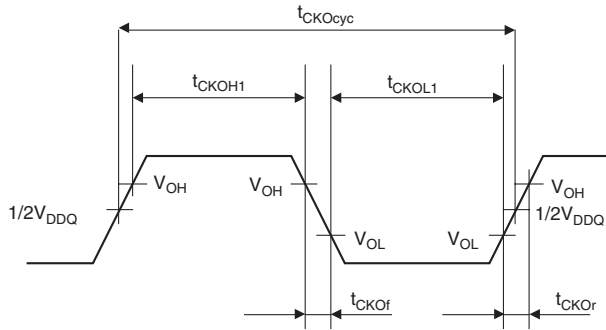 tCKOcyc
tCKOH1 tCKOL1
VOH VOH VOH
1/2VDDQ 1/2VDDQ
VOL VOL
tCKOf tCKOr